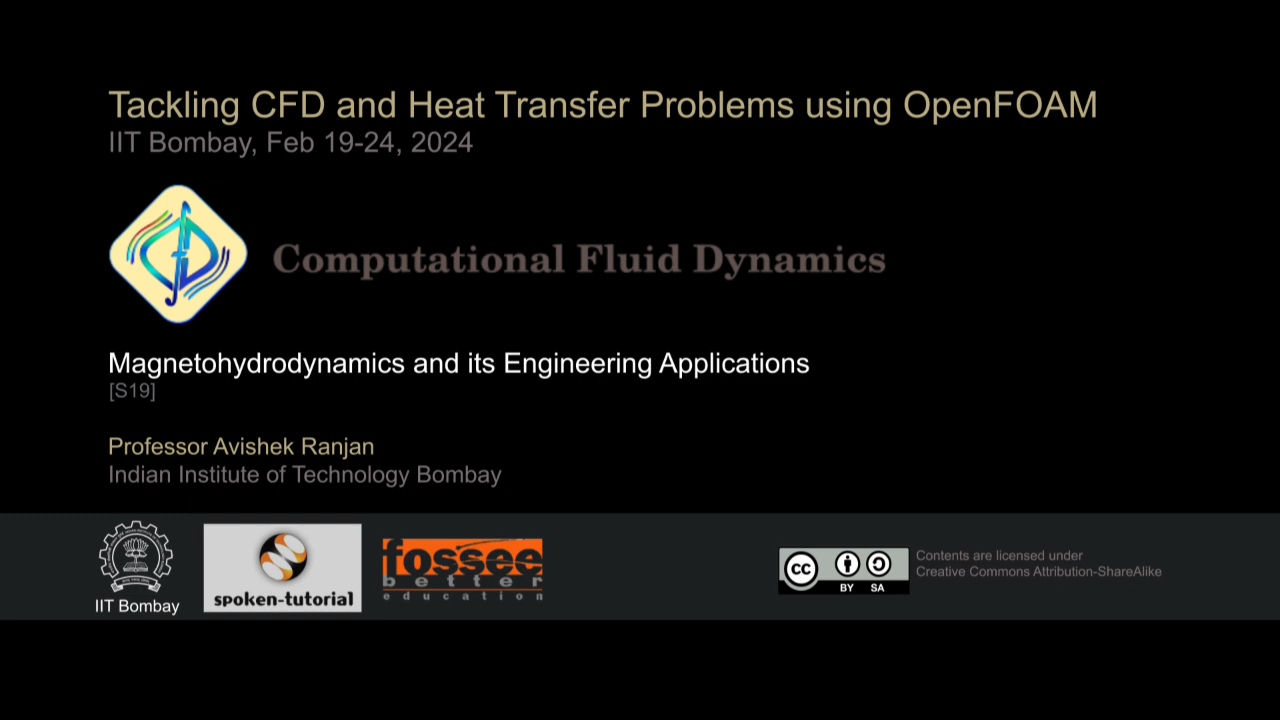 Tackling CFD and Heat Transfer Problems using OpenFOAM
IIT Bombay, Feb 19-24, 2024
Computational Fluid Dynamics
Magnetohydrodynamics and its Engineering Applications
[S19]
Professor Avishek Ranjan
Indian Institute of Technology Bombay
IIT Bombay
spoken-tutorial
fossee
better
education
cc
BY SA
Contents are licensed under
Creative Commons Attribution-ShareAlike